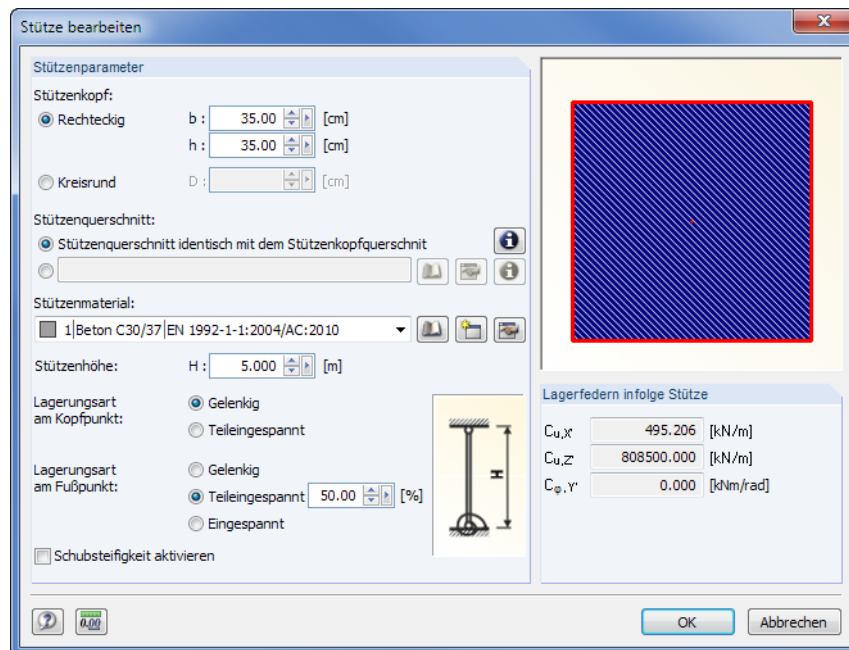 Stütze bearbeiten
Stützenparameter
Stützenkopf:
Rechteckig b : 35.00 [cm]
h : 35.00 [cm]
Kreisrund D : [cm]
Stützenquerschnitt:
Stützenquerschnitt identisch mit dem Stützenkopfquerschnit
Stützenmaterial:
1 Beton C30/37 EN 1992-1-1:2004/AC:2010
Stützenhöhe: H : 5.000 [m]
Lagerungsart
am Kopfpunkt:
Gelenkig
Teileingespannt
Lagerungsart
am Fußpunkt:
Gelenkig
Teileingespannt 50.00 [%]
Eingespannt
H
Schubsteifigkeit aktivieren
Lagerfedern infolge Stütze
Cu,X' 495.206 [kN/m]
Cu,Z' 808500.000 [kN/m]
Cφ,Y' 0.000 [kNm/rad]
0.00
OK Abbrechen